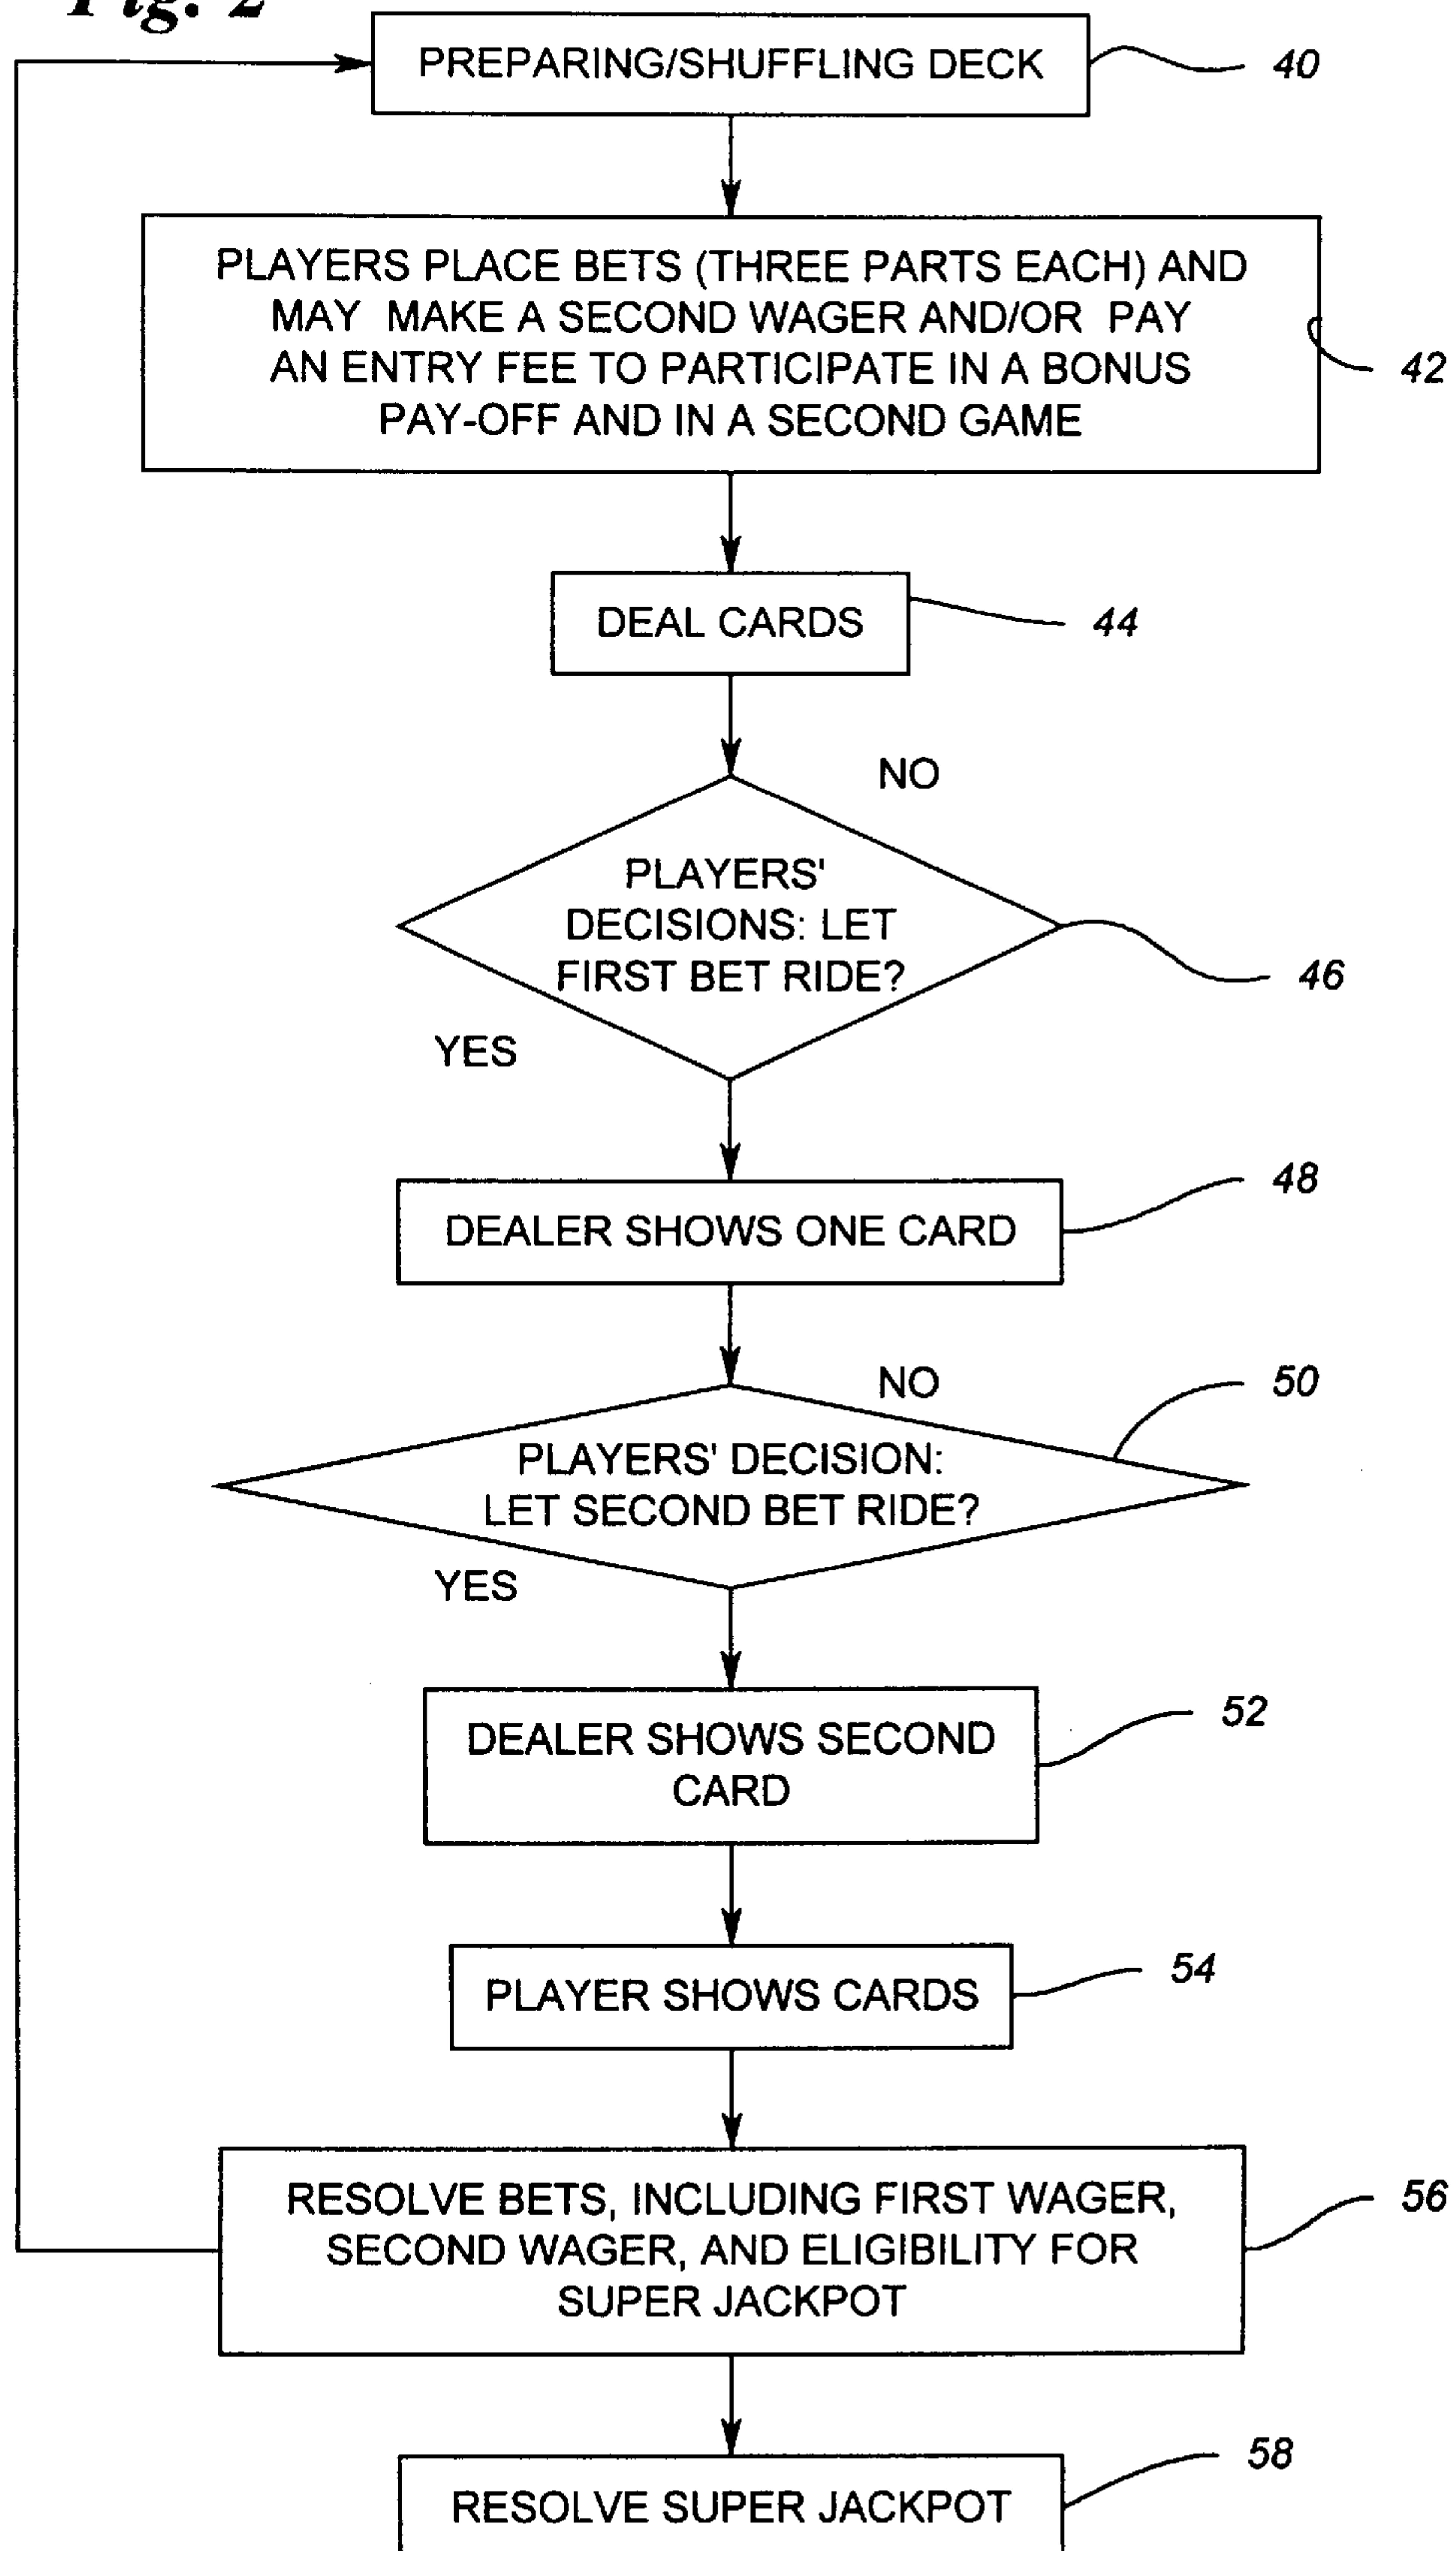 Fig. 2
PREPARING/SHUFFLING DECK
40
PLAYERS PLACE BETS (THREE PARTS EACH) AND
MAY MAKE A SECOND WAGER AND/OR PAY
AN ENTRY FEE TO PARTICIPATE IN A BONUS
PAY-OFF AND IN A SECOND GAME
42
DEAL CARDS
44
NO
PLAYERS'
DECISIONS: LET
FIRST BET RIDE?
46
YES
DEALER SHOWS ONE CARD
48
NO
50
PLAYERS' DECISION:
LET SECOND BET RIDE?
YES
DEALER SHOWS SECOND
CARD
52
PLAYER SHOWS CARDS
54
RESOLVE BETS, INCLUDING FIRST WAGER,
SECOND WAGER, AND ELIGIBILITY FOR
SUPER JACKPOT
56
RESOLVE SUPER JACKPOT
58